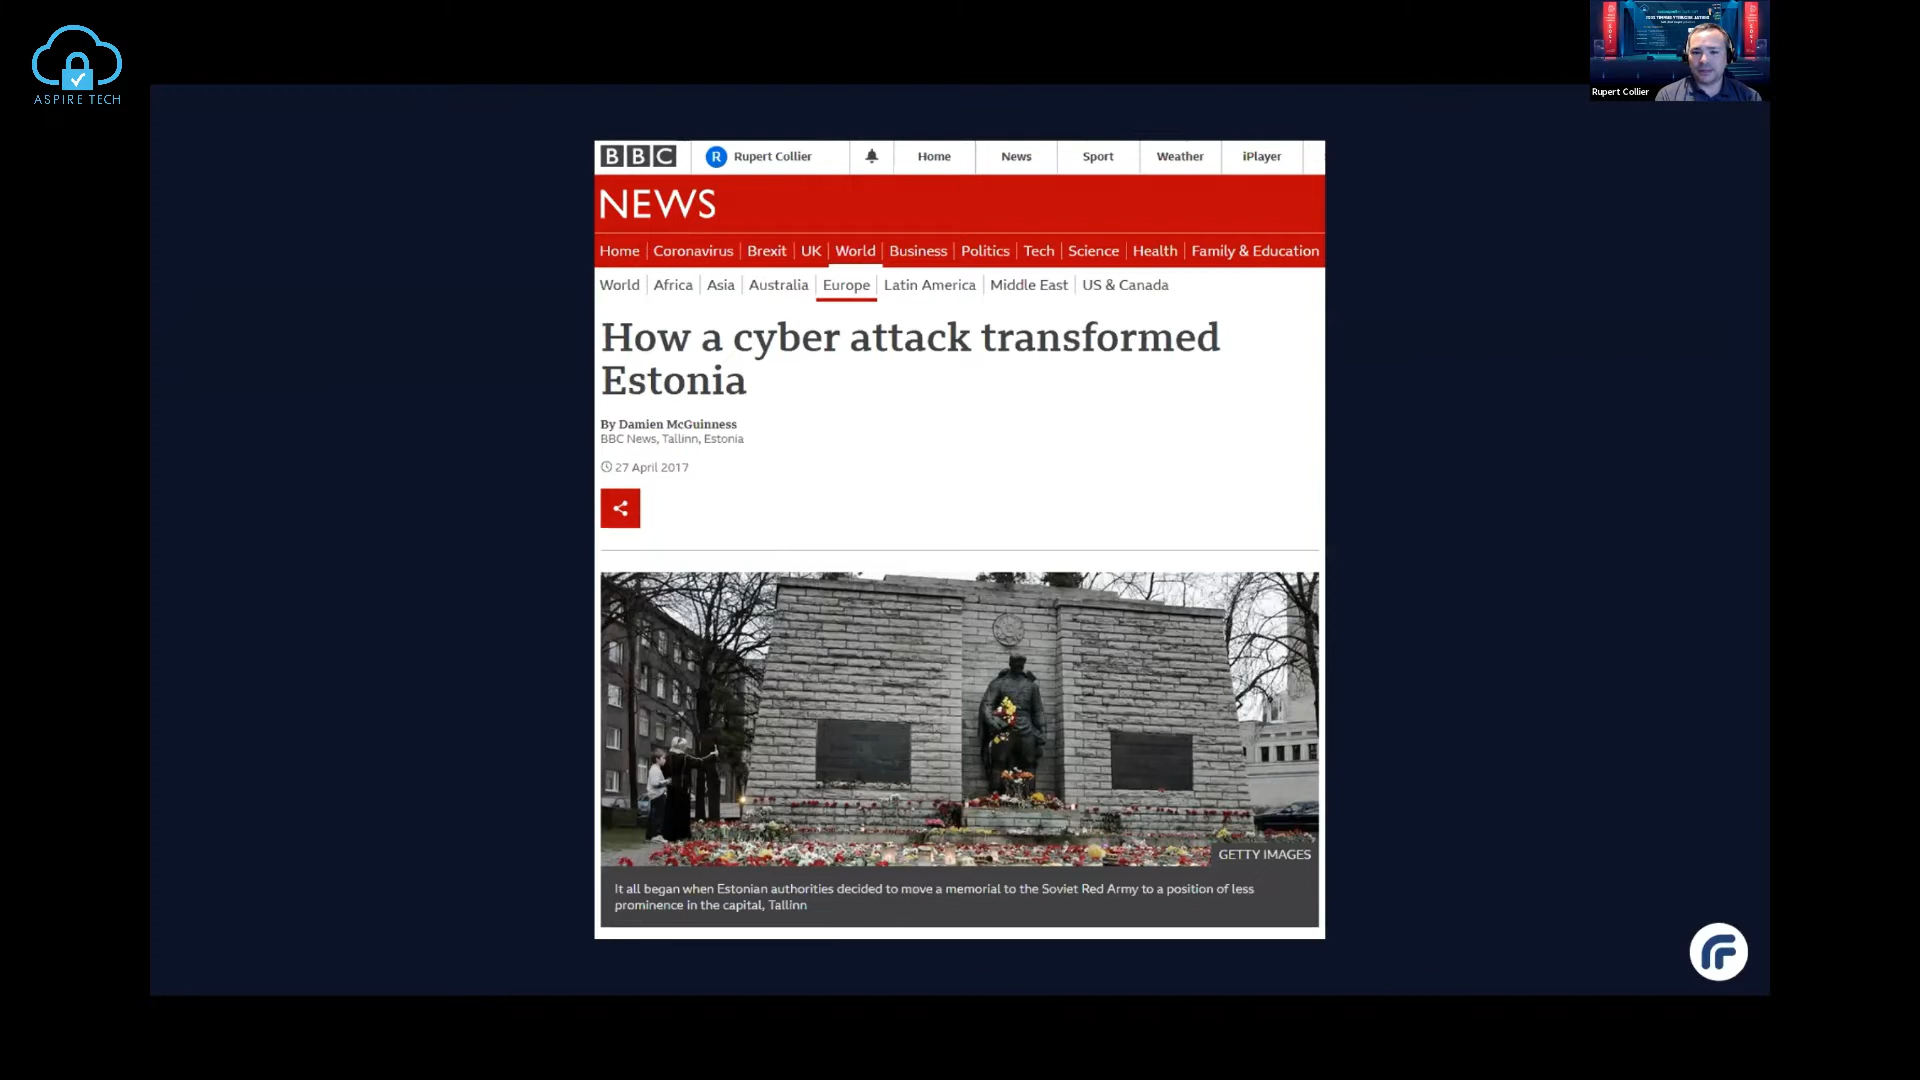 ASPIRE TECH
Rupert Collier
BBC
R Rupert Collier
Home
News
Sport
Weather
iPlayer
NEWS
Home Coronavirus Brexit UK World Business Politics Tech Science Health Family & Education
World Africa Asia Australia Europe Latin America Middle East US & Canada
How a cyber attack transformed
Estonia
By Damien McGuinness
BBC News, Tallinn, Estonia
27 April 2017
GETTY IMAGES
It all began when Estonian authorities decided to move a memorial to the Soviet Red Army to a position of less
prominence in the capital, Tallinn